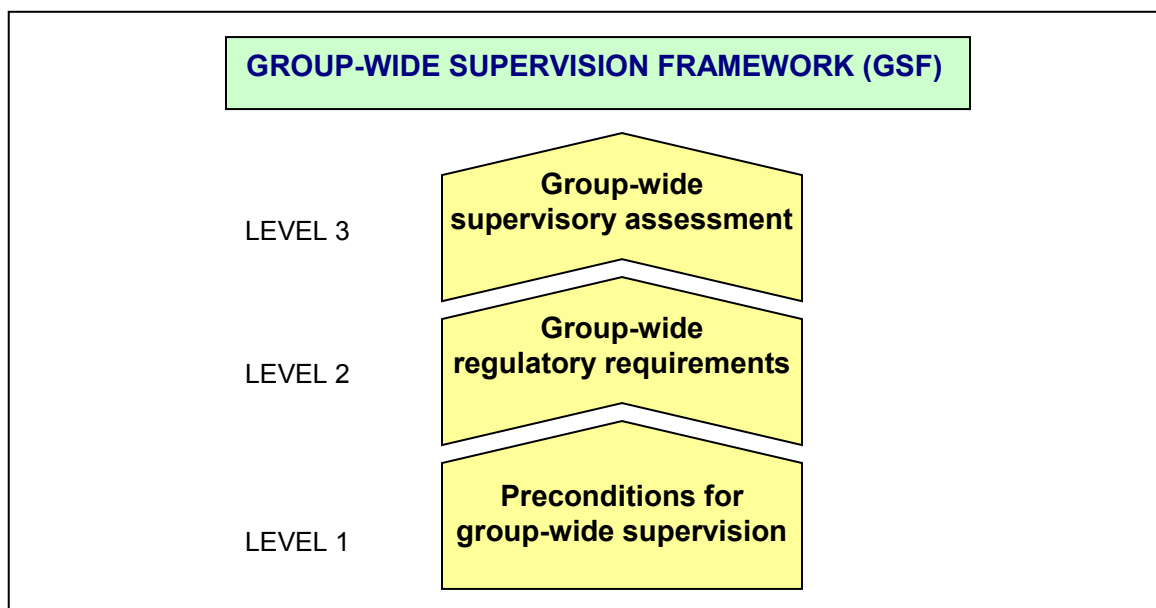 GROUP-WIDE SUPERVISION FRAMEWORK (GSF)
LEVEL 3
Group-wide
supervisory assessment
LEVEL 2
Group-wide
regulatory requirements
LEVEL 1
Preconditions for
group-wide supervision